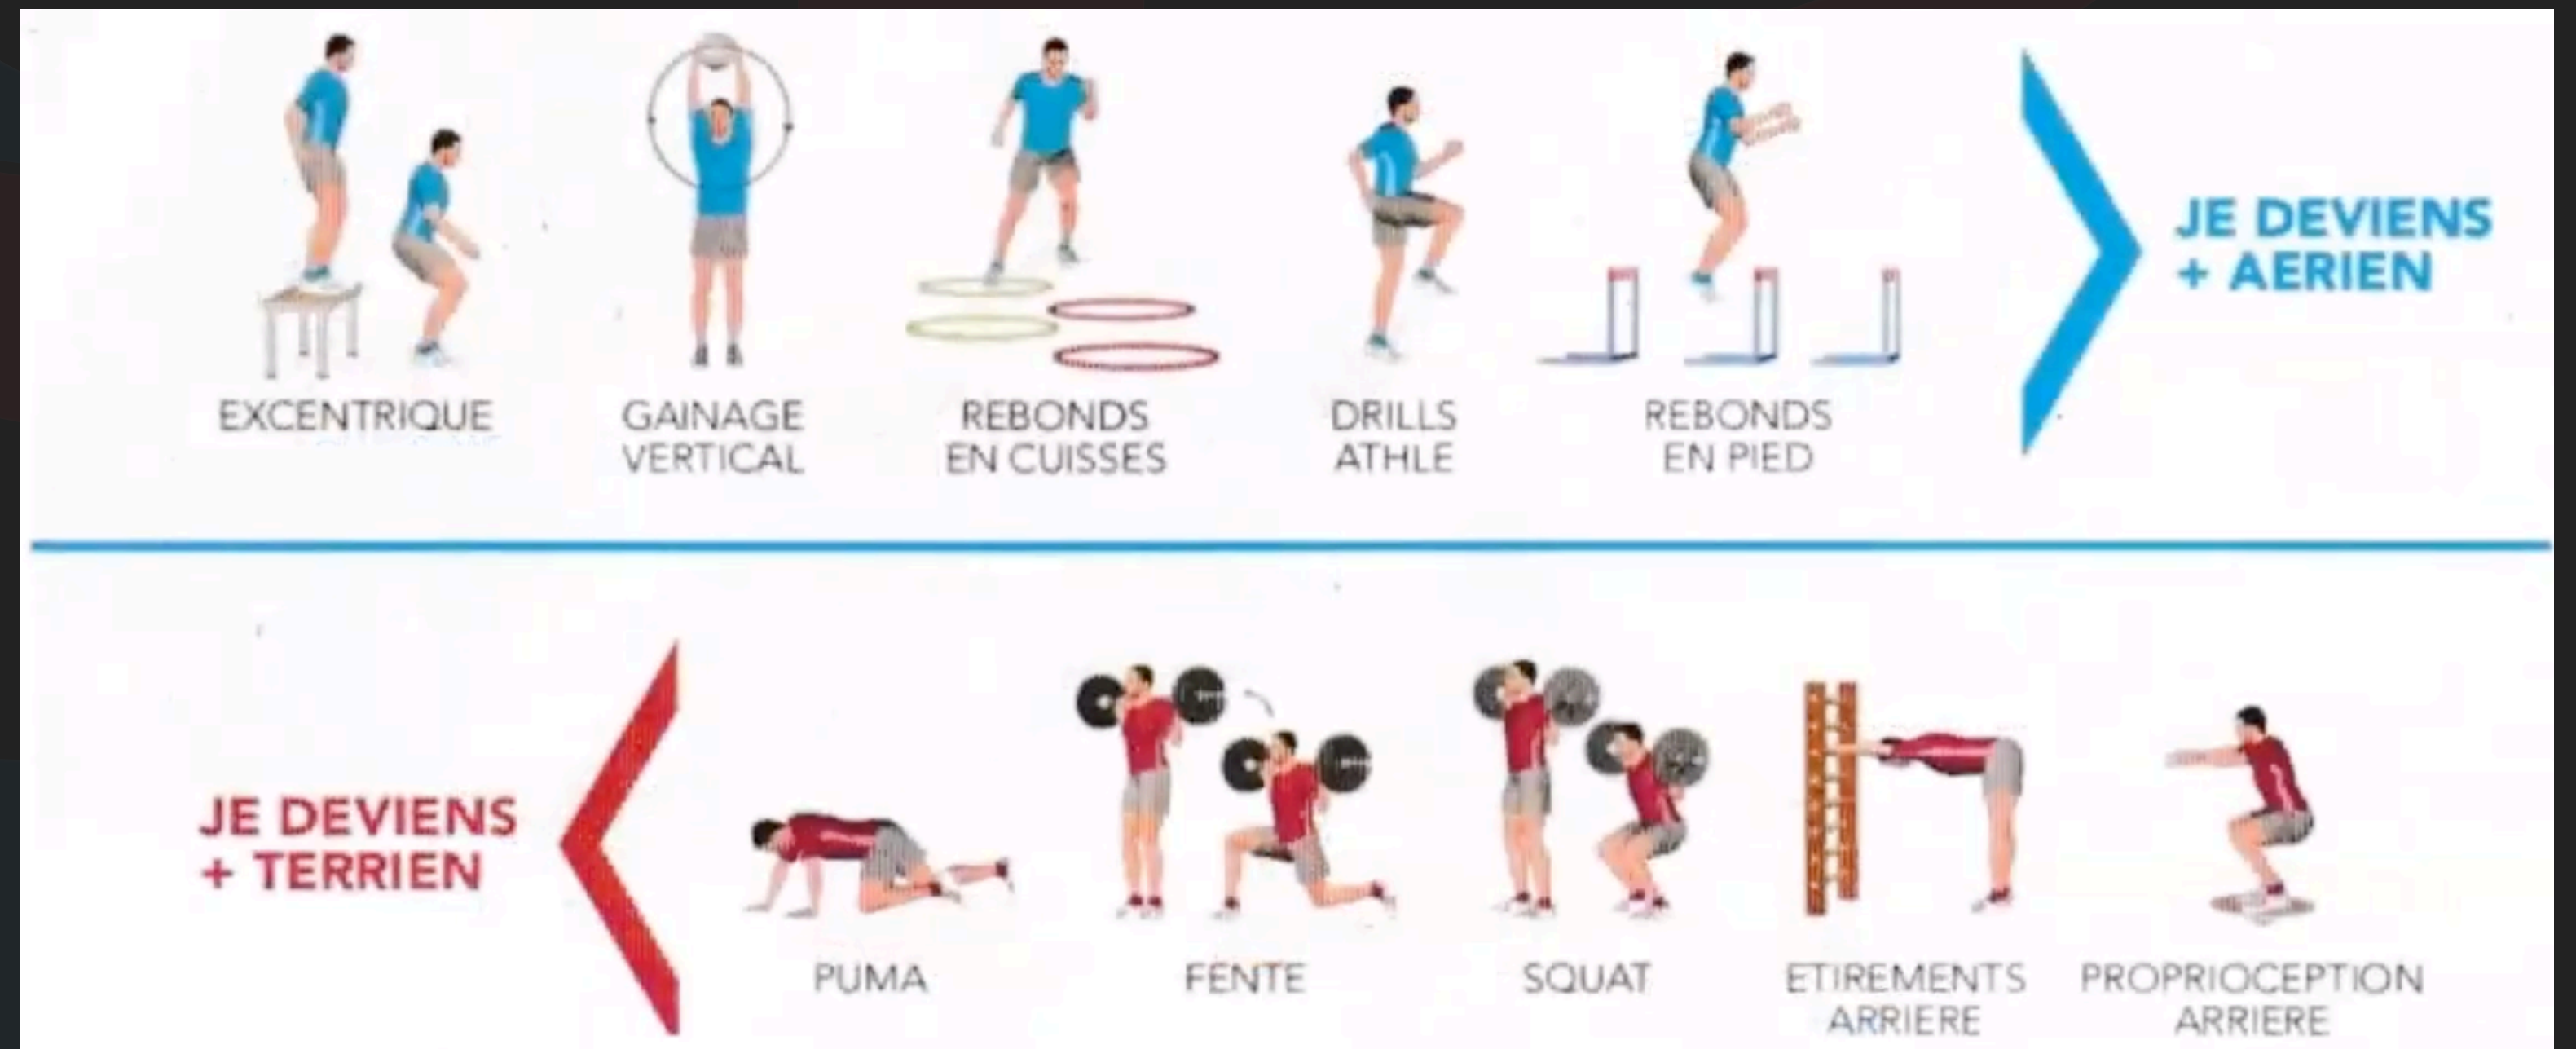 JE DEVIENS
+ AERIEN
EXCENTRIQUE
GAINAGE
VERTICAL
REBONDS
EN CUISSES
DRILLS
ATHLE
REBONDS
EN PIED
JE DEVIENS
+ TERRIEN
PUMA
FENTE
SQUAT
ETIREMENTS
ARRIERE
PROPRIOCEPTION
ARRIERE